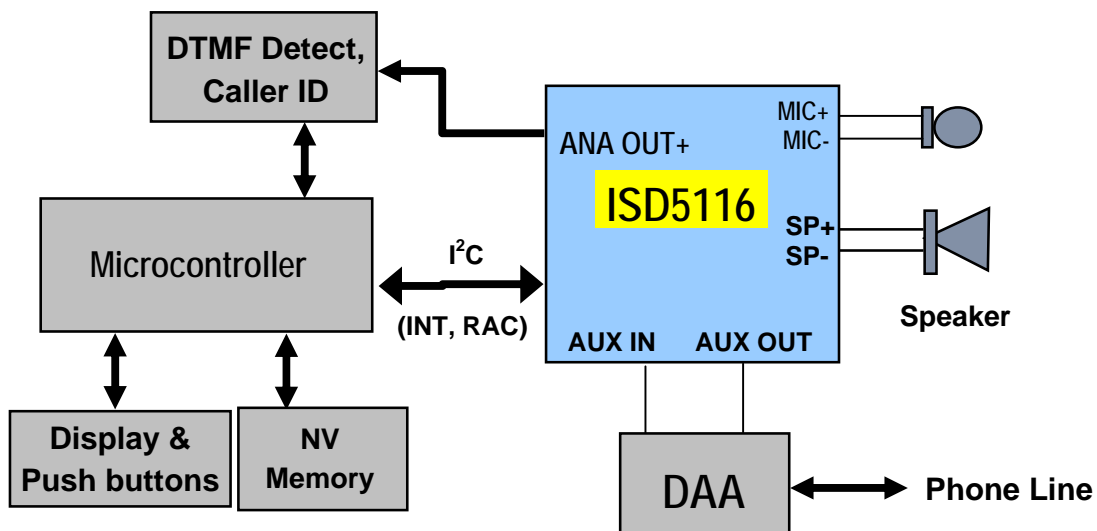 DTMF Detect,
Caller ID
MIC+
MIC-
ANA OUT+
ISD5116
SP+
SP-
Microcontroller
I²C
(INT, RAC)
Speaker
AUX IN
AUX OUT
Display &
Push buttons
NV
Memory
DAA
Phone Line